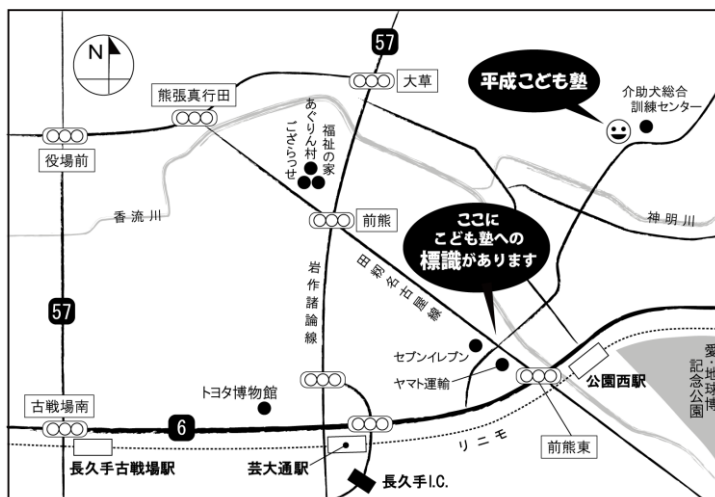 N
57
大草
熊張真行田
平成こども塾
介助犬総合
訓練センター
役場前
福祉の家
あぐりん村
ござらっせ
香流川
前熊
ここに
こども塾への
標識があります
神明川
岩作諸論線
田籾名古屋線
57
セブンイレブン
ヤマト運輸
公園西駅
愛・地球博
記念公園
トヨタ博物館
古戦場南
6
前熊東
リニモ
長久手古戦場駅
芸大通駅
長久手I.C.